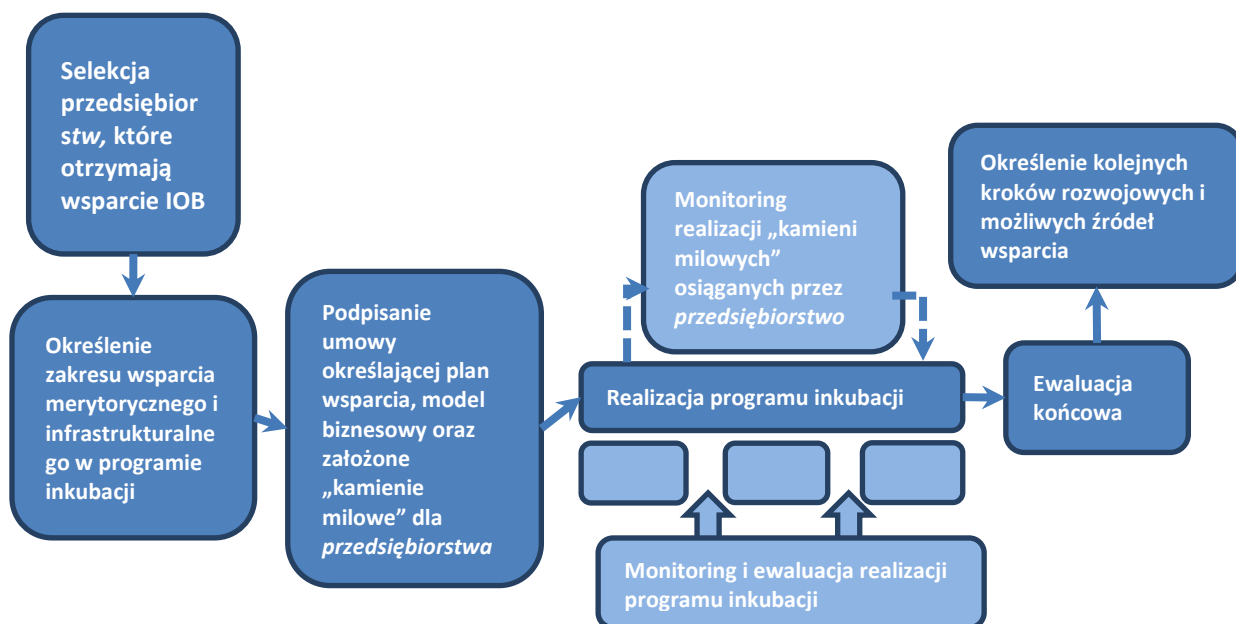 Selekcja
przedsiębior
stw, które
otrzymają
wsparcie IOB
Określenie
zakresu wsparcia
merytorycznego i
infrastrukturalne
go w programie
inkubacji
Podpisanie
umowy
określającej plan
wsparcia, model
biznesowy oraz
założone
„kamienie
milowe” dla
przedsiębiorstwa
Monitoring
realizacji „kamieni
milowych”
osiąganych przez
przedsiębiorstwo
Realizacja programu inkubacji
Monitoring i ewaluacja realizacji
programu inkubacji
Ewaluacja
końcowa
Określenie kolejnych
kroków rozwojowych i
możliwych źródeł
wsparcia